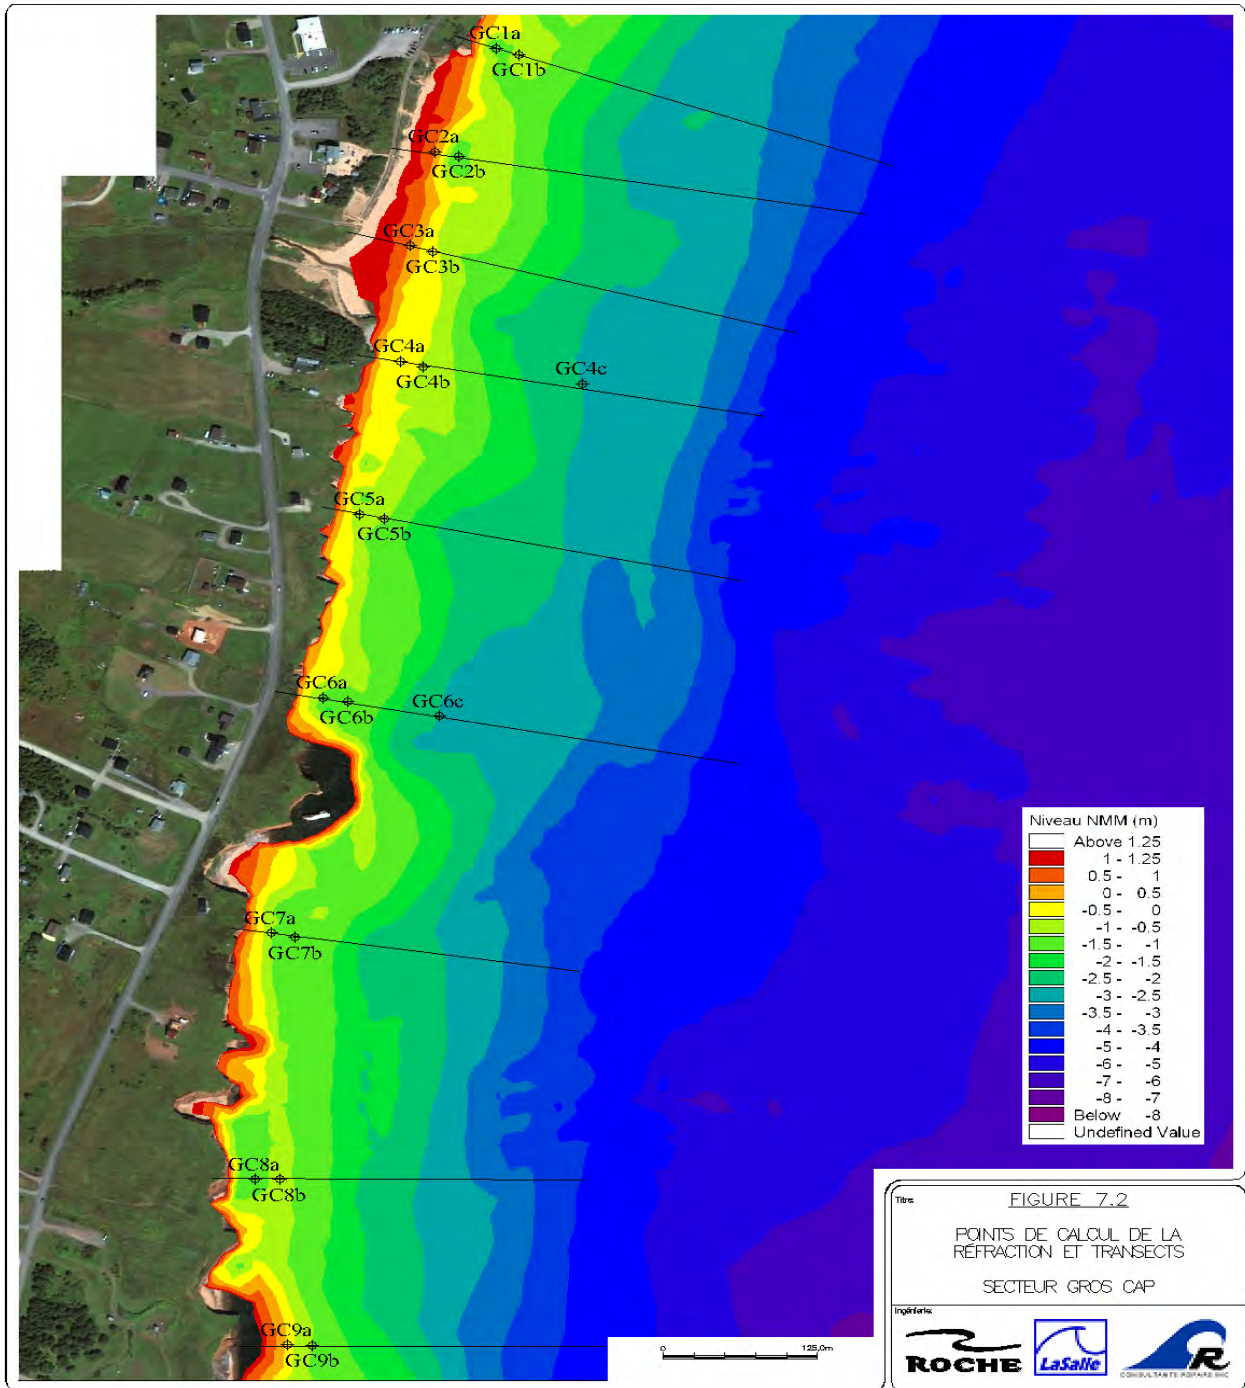 GC1a
GC1b
GC2a
GC2b
GC3a
GC3b
GC4a
GC4b
GC4c
GC5a
GC5b
GC6a
GC6b
GC6c
GC7a
GC7b
GC8a
GC8b
GC9a
GC9b
Niveau NMM (m)
Above 1.25
1 - 1.25
0.5 - 1
0 - 0.5
-0.5 - 0
-1 - -0.5
-1.5 - -1
-2 - -1.5
-2.5 - -2
-3 - -2.5
-3.5 - -3
-4 - -3.5
-5 - -4
-6 - -5
-7 - -6
-8 - -7
Below -8
Undefined Value
0 125,0m
Titre:
FIGURE 7.2
POINTS DE CALCUL DE LA
RÉFRACTION ET TRANSECTS
SECTEUR GROS CAP
Ingénierie:
ROCHE
LaSalle
R